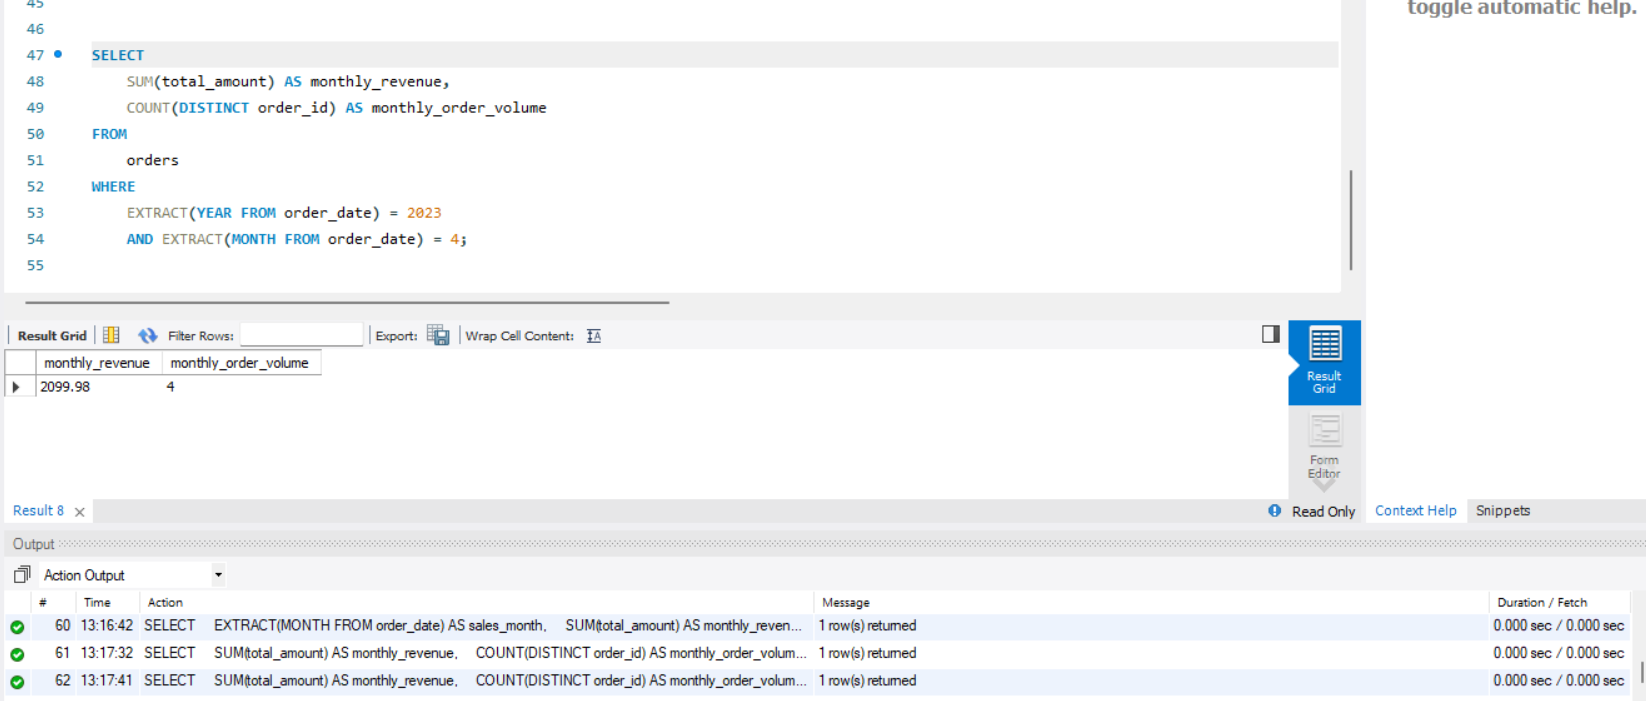 45
toggle automatic help.
46
47 SELECT
48 SUM(total_amount) AS monthly_revenue,
49 COUNT(DISTINCT order_id) AS monthly_order_volume
50 FROM
51 orders
52 WHERE
53 EXTRACT(YEAR FROM order_date) = 2023
54 AND EXTRACT(MONTH FROM order_date) = 4;
55
Result Grid Filter Rows: Export: Wrap Cell Content: IA
monthly_revenue monthly_order_volume
2099.98 4
Result
Grid
Form
Editor
Result 8 × Read Only Context Help Snippets
Output
Action Output
# Time Action Message Duration / Fetch
60 13:16:42 SELECT EXTRACT(MONTH FROM order_date) AS sales_month, SUM(total_amount) AS monthly_reven... 1 row(s) returned 0.000 sec / 0.000 sec
61 13:17:32 SELECT SUM(total_amount) AS monthly_revenue, COUNT(DISTINCT order_id) AS monthly_order_volum... 1 row(s) returned 0.000 sec / 0.000 sec
62 13:17:41 SELECT SUM(total_amount) AS monthly_revenue, COUNT(DISTINCT order_id) AS monthly_order_volum... 1 row(s) returned 0.000 sec / 0.000 sec